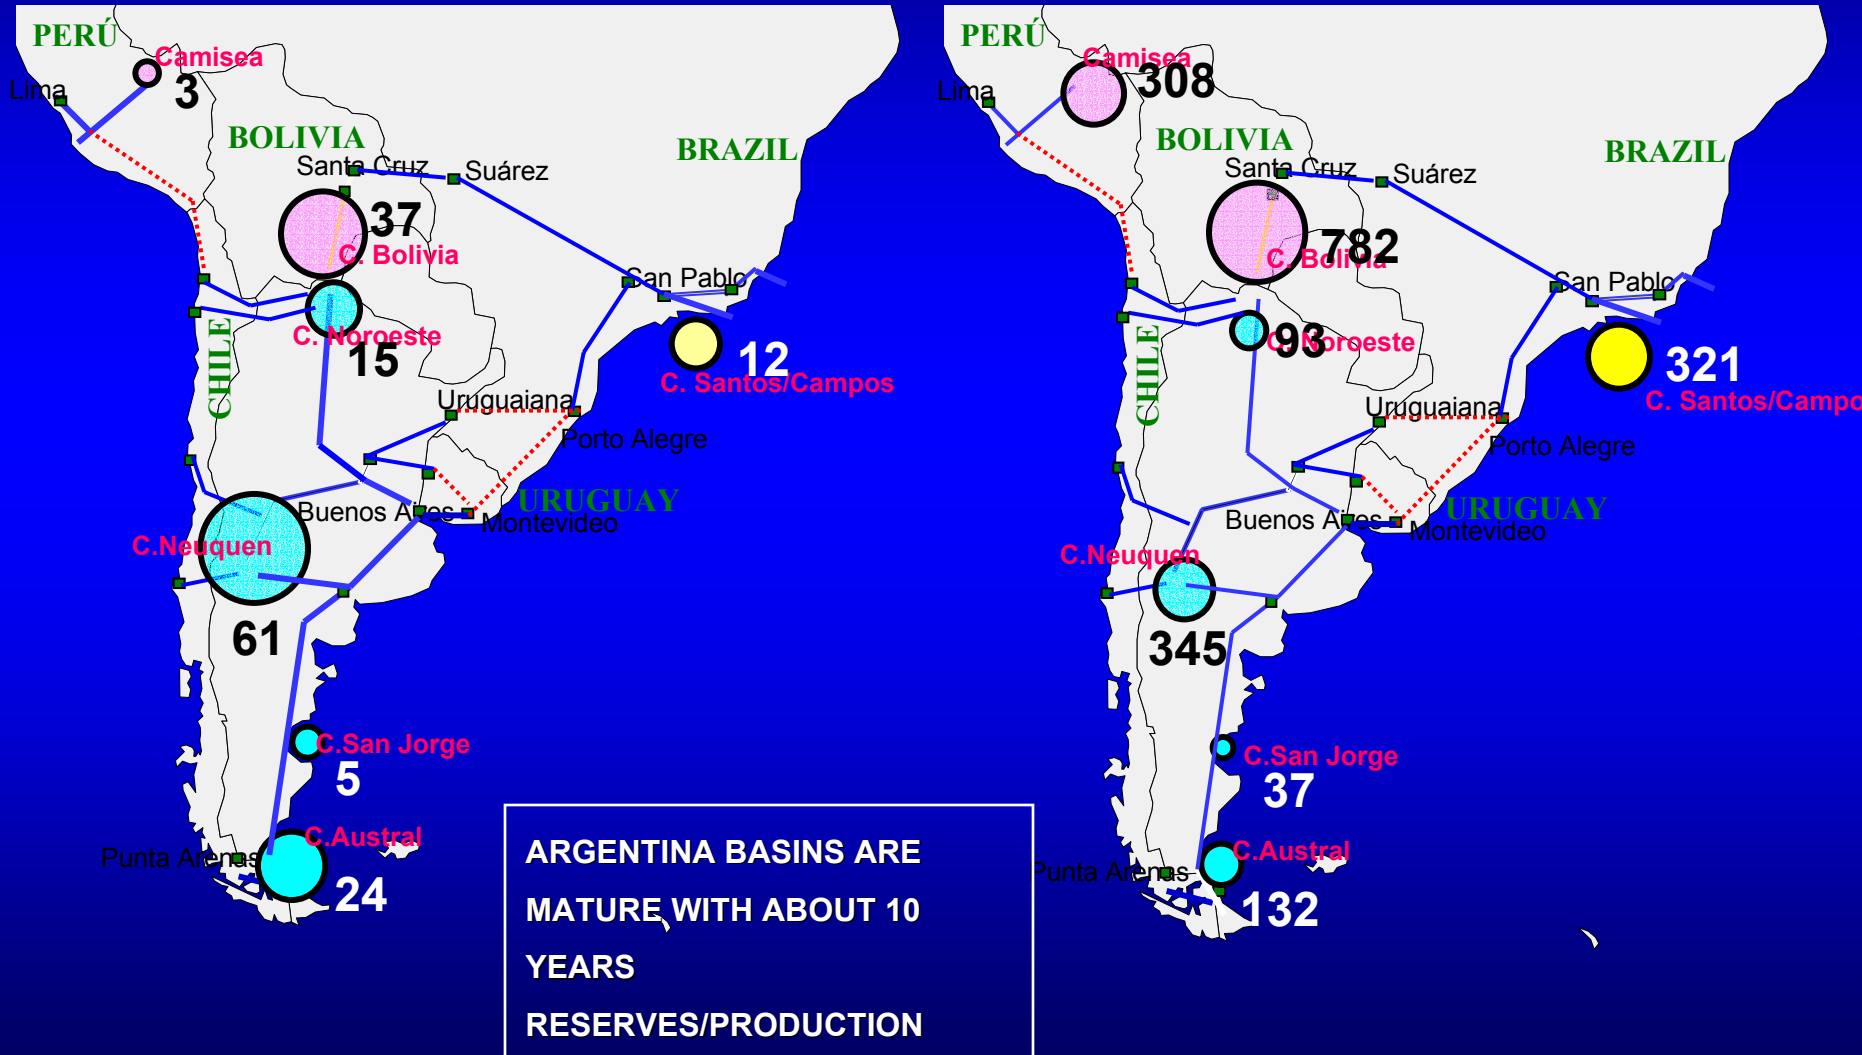 PERÚ
Camisea
3
Lima
BOLIVIA
Santa Cruz
Suárez
BRAZIL
37
C. Bolivia
San Pablo
C. Noroeste
15
CHILE
12
C. Santos/Campos
Uruguaiana
Porto Alegre
URUGUAY
Buenos Aires
Montevideo
C.Neuquen
61
C.San Jorge
5
C.Austral
Punta Arenas
24
PERÚ
Camisea
308
Lima
BOLIVIA
Santa Cruz
Suárez
BRAZIL
782
C. Bolivia
San Pablo
C. Noroeste
93
CHILE
321
C. Santos/Campo
Uruguaiana
Porto Alegre
URUGUAY
Buenos Aires
Montevideo
C.Neuquen
345
C.San Jorge
37
C.Austral
Punta Arenas
132
ARGENTINA BASINS ARE
MATURE WITH ABOUT 10
YEARS
RESERVES/PRODUCTION